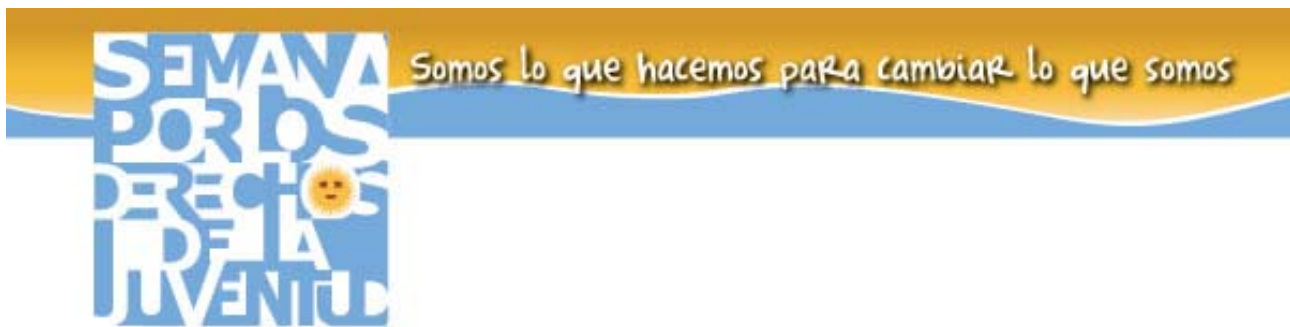 SEMANA
POR LOS
DERECHOS
DE LA
JUVENTUD
Somos lo que hacemos paRa cambiaR lo que somos